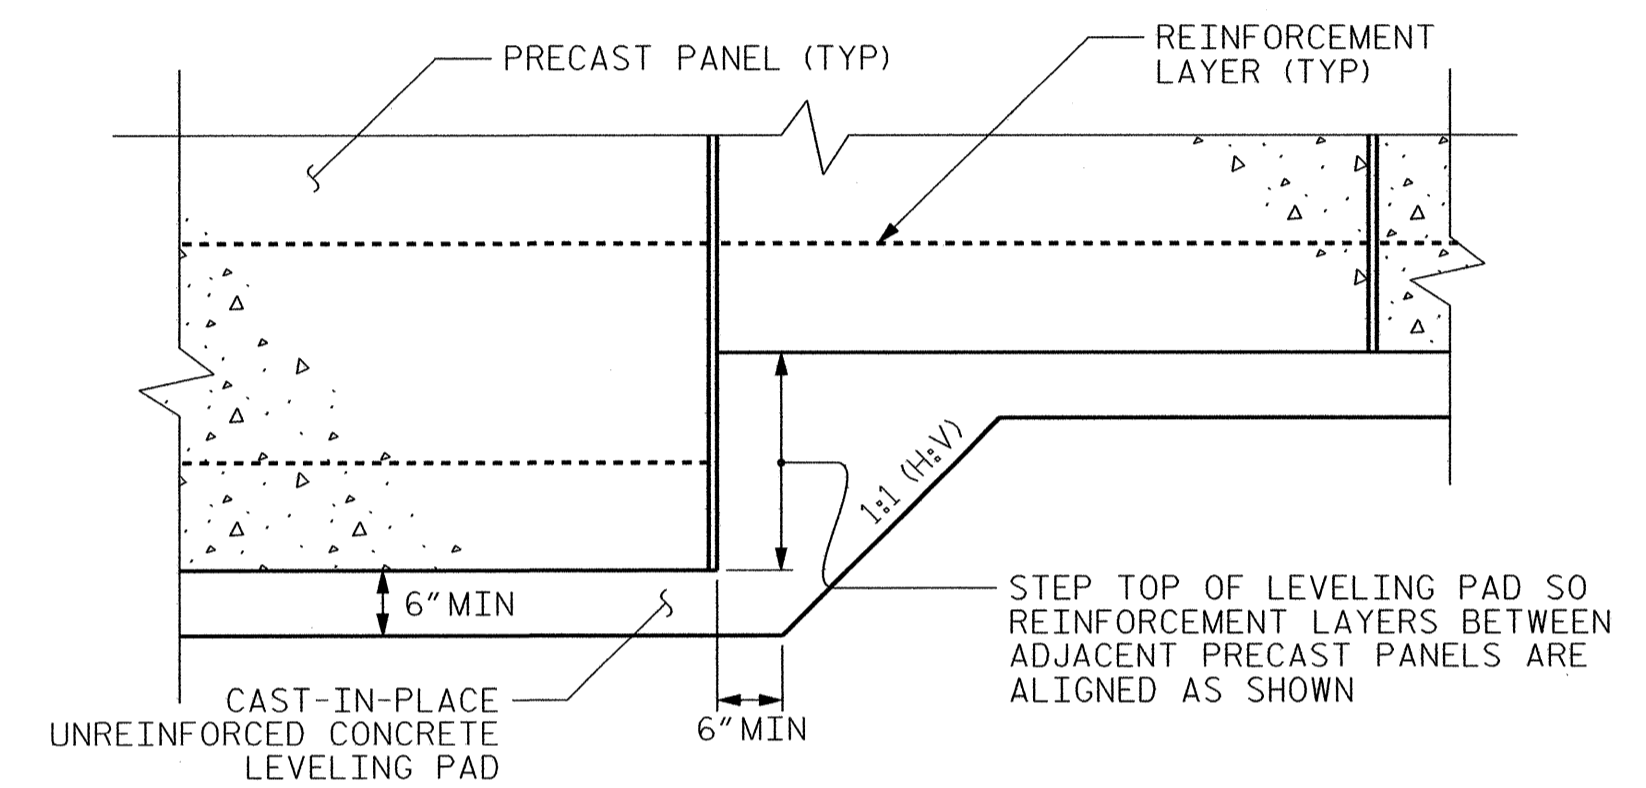 PRECAST PANEL (TYP)
REINFORCEMENT
LAYER (TYP)
1:1 (H:V)
6" MIN
STEP TOP OF LEVELING PAD SO
REINFORCEMENT LAYERS BETWEEN
ADJACENT PRECAST PANELS ARE
ALIGNED AS SHOWN
CAST-IN-PLACE
UNREINFORCED CONCRETE
LEVELING PAD
6" MIN